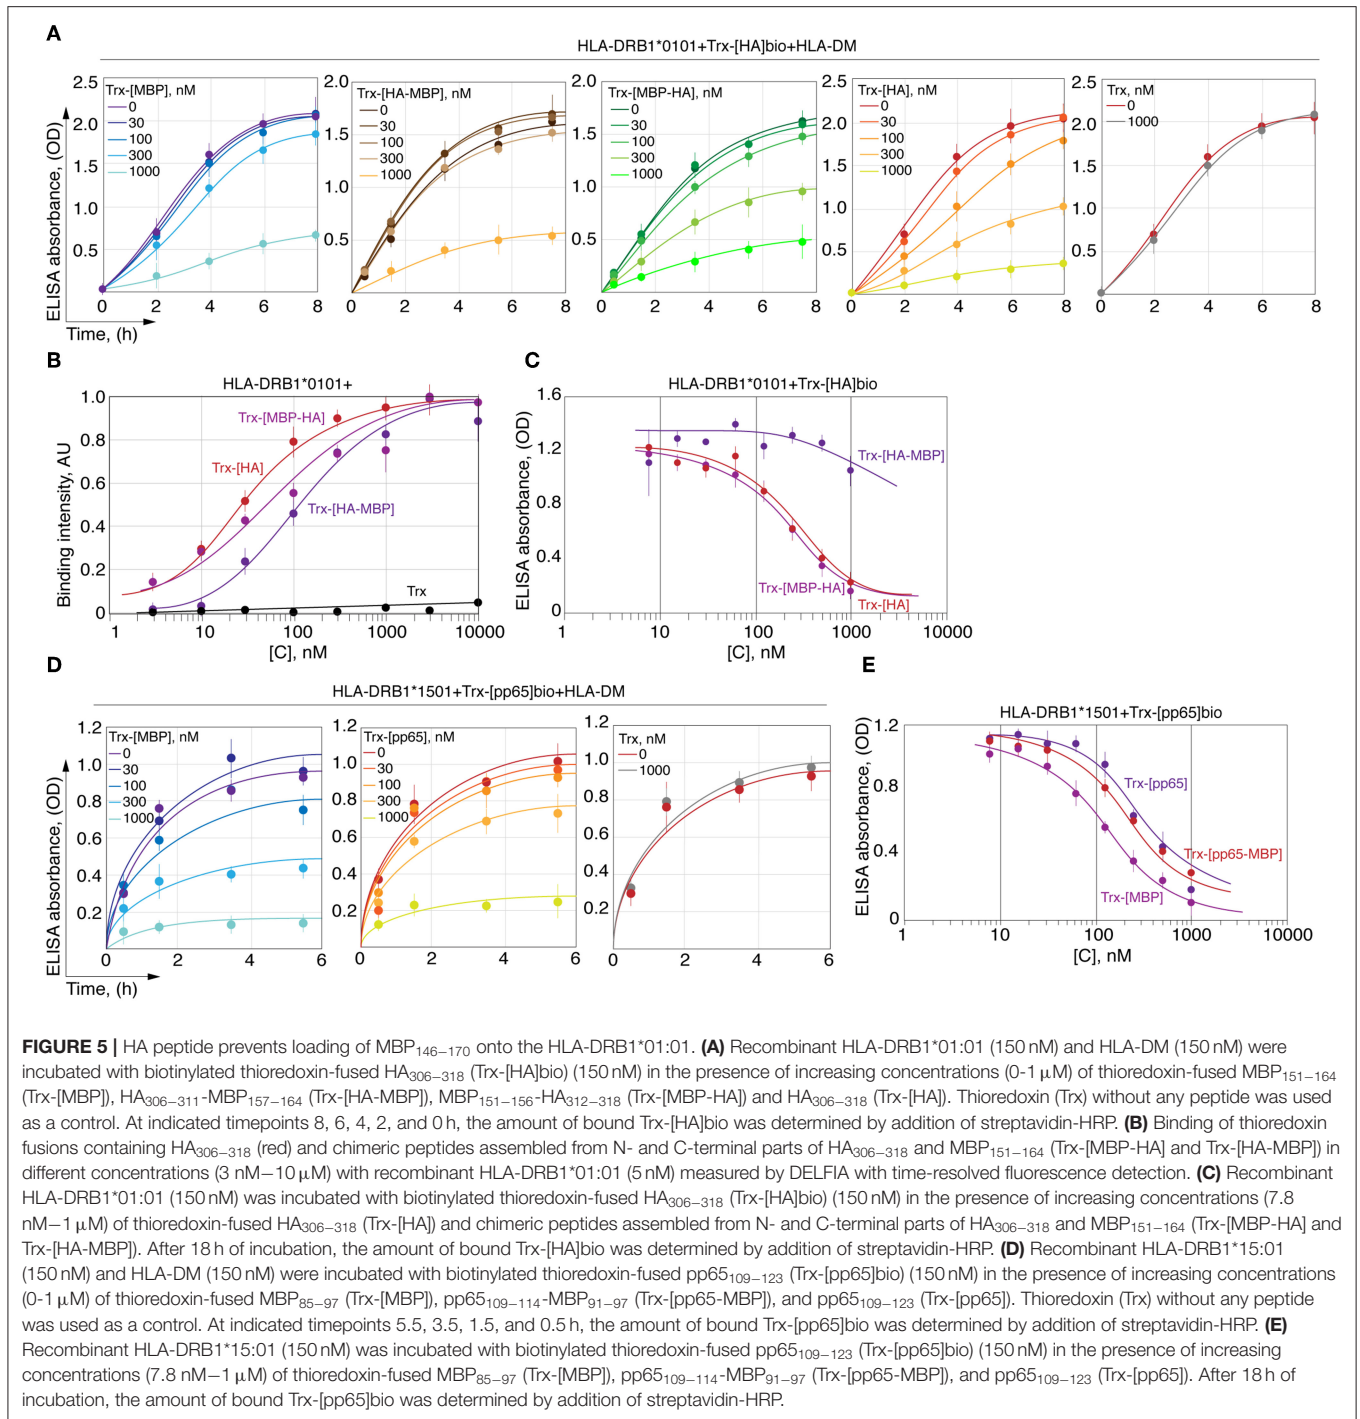 A
HLA-DRB1*0101+Trx-[HA]bio+HLA-DM
ELISA absorbance, (OD)
2.5
2.0
1.5
1.0
0.5
Trx-[MBP], nM
0
30
100
300
1000
0 2 4 6 8
Time, (h)
2.0
1.5
1.0
0.5
Trx-[HA-MBP], nM
0
30
100
300
1000
0 2 4 6 8
2.0
1.5
1.0
0.5
Trx-[MBP-HA], nM
0
30
100
300
1000
0 2 4 6 8
2.5
2.0
1.5
1.0
0.5
Trx-[HA], nM
0
30
100
300
1000
0 2 4 6 8
2.5
2.0
1.5
1.0
0.5
Trx, nM
0
1000
0 2 4 6 8
B
HLA-DRB1*0101+
Binding intensity, AU
1.0
0.8
0.6
0.4
0.2
0
Trx-[MBP-HA]
Trx-[HA]
Trx-[HA-MBP]
Trx
1 10 100 1000 10000
[C], nM
C
HLA-DRB1*0101+Trx-[HA]bio
ELISA absorbance, (OD)
1.6
1.2
0.8
0.4
0
Trx-[HA-MBP]
Trx-[MBP-HA]
Trx-[HA]
1 10 100 1000 10000
[C], nM
D
HLA-DRB1*1501+Trx-[pp65]bio+HLA-DM
ELISA absorbance, (OD)
1.2
1.0
0.8
0.6
0.4
0.2
Trx-[MBP], nM
0
30
100
300
1000
0 2 4 6
Time, (h)
1.2
1.0
0.8
0.6
0.4
0.2
Trx-[pp65], nM
0
30
100
300
1000
0 2 4 6
1.2
1.0
0.8
0.6
0.4
0.2
Trx, nM
0
1000
0 2 4 6
E
HLA-DRB1*1501+Trx-[pp65]bio
ELISA absorbance, (OD)
1.2
0.8
0.4
0
Trx-[pp65]
Trx-[pp65-MBP]
Trx-[MBP]
1 10 100 1000 10000
[C], nM
FIGURE 5 | HA peptide prevents loading of MBP146−170 onto the HLA-DRB1*01:01. (A) Recombinant HLA-DRB1*01:01 (150 nM) and HLA-DM (150 nM) were
incubated with biotinylated thioredoxin-fused HA306−318 (Trx-[HA]bio) (150 nM) in the presence of increasing concentrations (0-1 µM) of thioredoxin-fused MBP151−164
(Trx-[MBP]), HA306−311-MBP157−164 (Trx-[HA-MBP]), MBP151−156-HA312−318 (Trx-[MBP-HA]) and HA306−318 (Trx-[HA]). Thioredoxin (Trx) without any peptide was used
as a control. At indicated timepoints 8, 6, 4, 2, and 0 h, the amount of bound Trx-[HA]bio was determined by addition of streptavidin-HRP. (B) Binding of thioredoxin
fusions containing HA306−318 (red) and chimeric peptides assembled from N- and C-terminal parts of HA306−318 and MBP151−164 (Trx-[MBP-HA] and Trx-[HA-MBP]) in
different concentrations (3 nM−10 µM) with recombinant HLA-DRB1*01:01 (5 nM) measured by DELFIA with time-resolved fluorescence detection. (C) Recombinant
HLA-DRB1*01:01 (150 nM) was incubated with biotinylated thioredoxin-fused HA306−318 (Trx-[HA]bio) (150 nM) in the presence of increasing concentrations (7.8
nM−1 µM) of thioredoxin-fused HA306−318 (Trx-[HA]) and chimeric peptides assembled from N- and C-terminal parts of HA306−318 and MBP151−164 (Trx-[MBP-HA] and
Trx-[HA-MBP]). After 18 h of incubation, the amount of bound Trx-[HA]bio was determined by addition of streptavidin-HRP. (D) Recombinant HLA-DRB1*15:01
(150 nM) and HLA-DM (150 nM) were incubated with biotinylated thioredoxin-fused pp65109−123 (Trx-[pp65]bio) (150 nM) in the presence of increasing concentrations
(0-1 µM) of thioredoxin-fused MBP85−97 (Trx-[MBP]), pp65109−114-MBP91−97 (Trx-[pp65-MBP]), and pp65109−123 (Trx-[pp65]). Thioredoxin (Trx) without any peptide
was used as a control. At indicated timepoints 5.5, 3.5, 1.5, and 0.5 h, the amount of bound Trx-[pp65]bio was determined by addition of streptavidin-HRP. (E)
Recombinant HLA-DRB1*15:01 (150 nM) was incubated with biotinylated thioredoxin-fused pp65109−123 (Trx-[pp65]bio) (150 nM) in the presence of increasing
concentrations (7.8 nM−1 µM) of thioredoxin-fused MBP85−97 (Trx-[MBP]), pp65109−114-MBP91−97 (Trx-[pp65-MBP]), and pp65109−123 (Trx-[pp65]). After 18 h of
incubation, the amount of bound Trx-[pp65]bio was determined by addition of streptavidin-HRP.